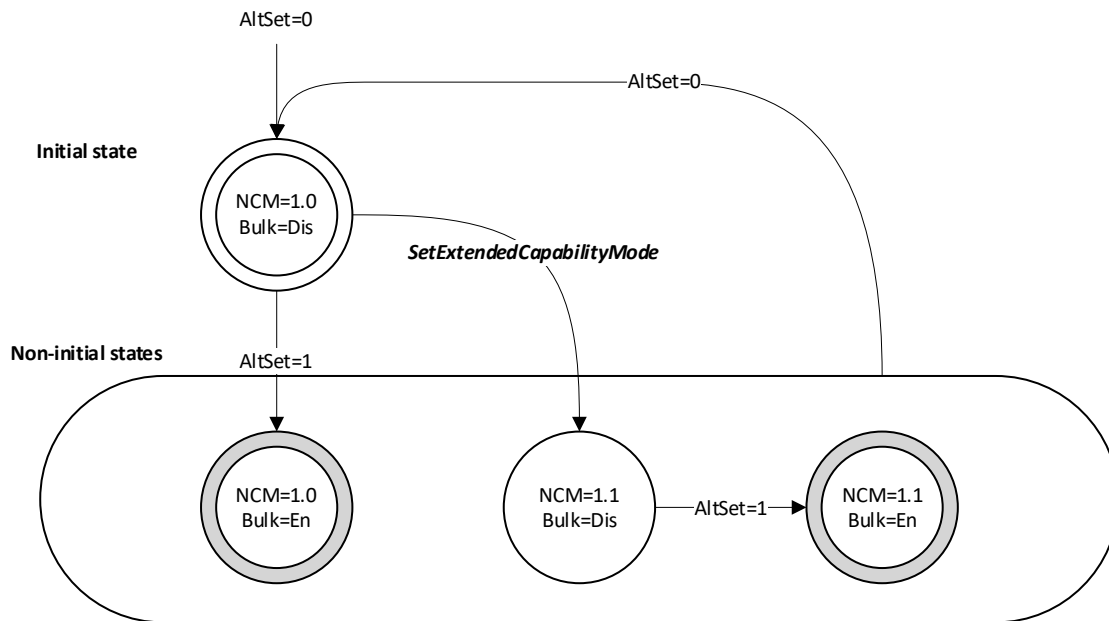 AltSet=0
AltSet=0
Initial state
NCM=1.0
Bulk=Dis
SetExtendedCapabilityMode
Non-initial states
AltSet=1
NCM=1.0
Bulk=En
NCM=1.1
Bulk=Dis
AltSet=1
NCM=1.1
Bulk=En